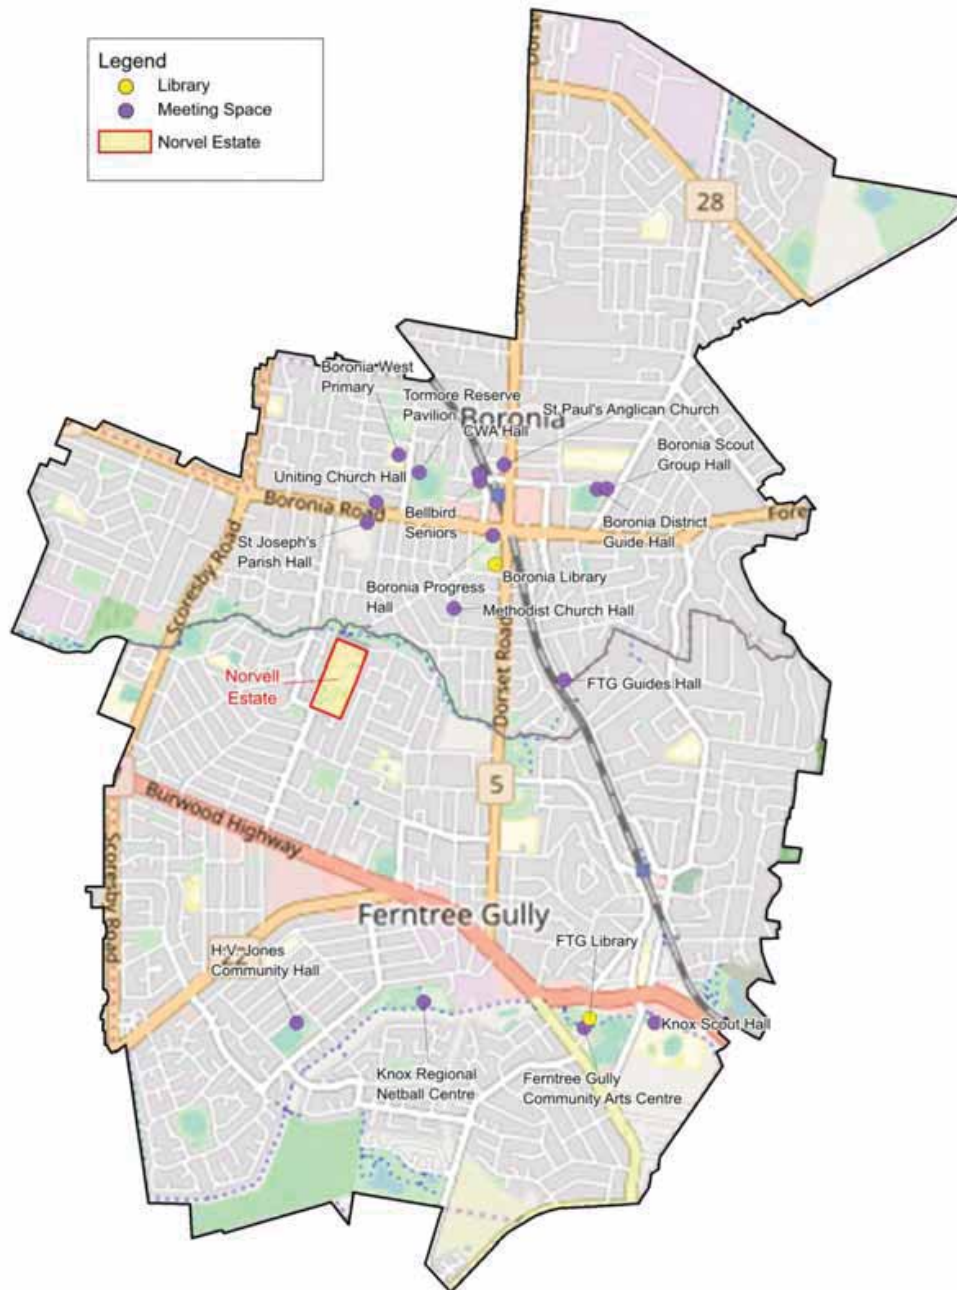 Legend
Library
Meeting Space
Norvel Estate
28
Boronia West
Primary
Tormore Reserve
Pavilion
Boronia
CWA Hall
St Paul's Anglican Church
Boronia Scout
Group Hall
Uniting Church Hall
Boronia Road
Bellbird
Seniors
Boronia District
Guide Hall
Fore
St Joseph's
Parish Hall
Scoresby Road
Boronia Progress
Hall
Boronia Library
Methodist Church Hall
Norvell
Estate
Dorset Road
FTG Guides Hall
5
Burwood Highway
Scoresby Road
Ferntree Gully
FTG Library
H.V. Jones
Community Hall
22
Knox Scout Hall
Knox Regional
Netball Centre
Ferntree Gully
Community Arts Centre